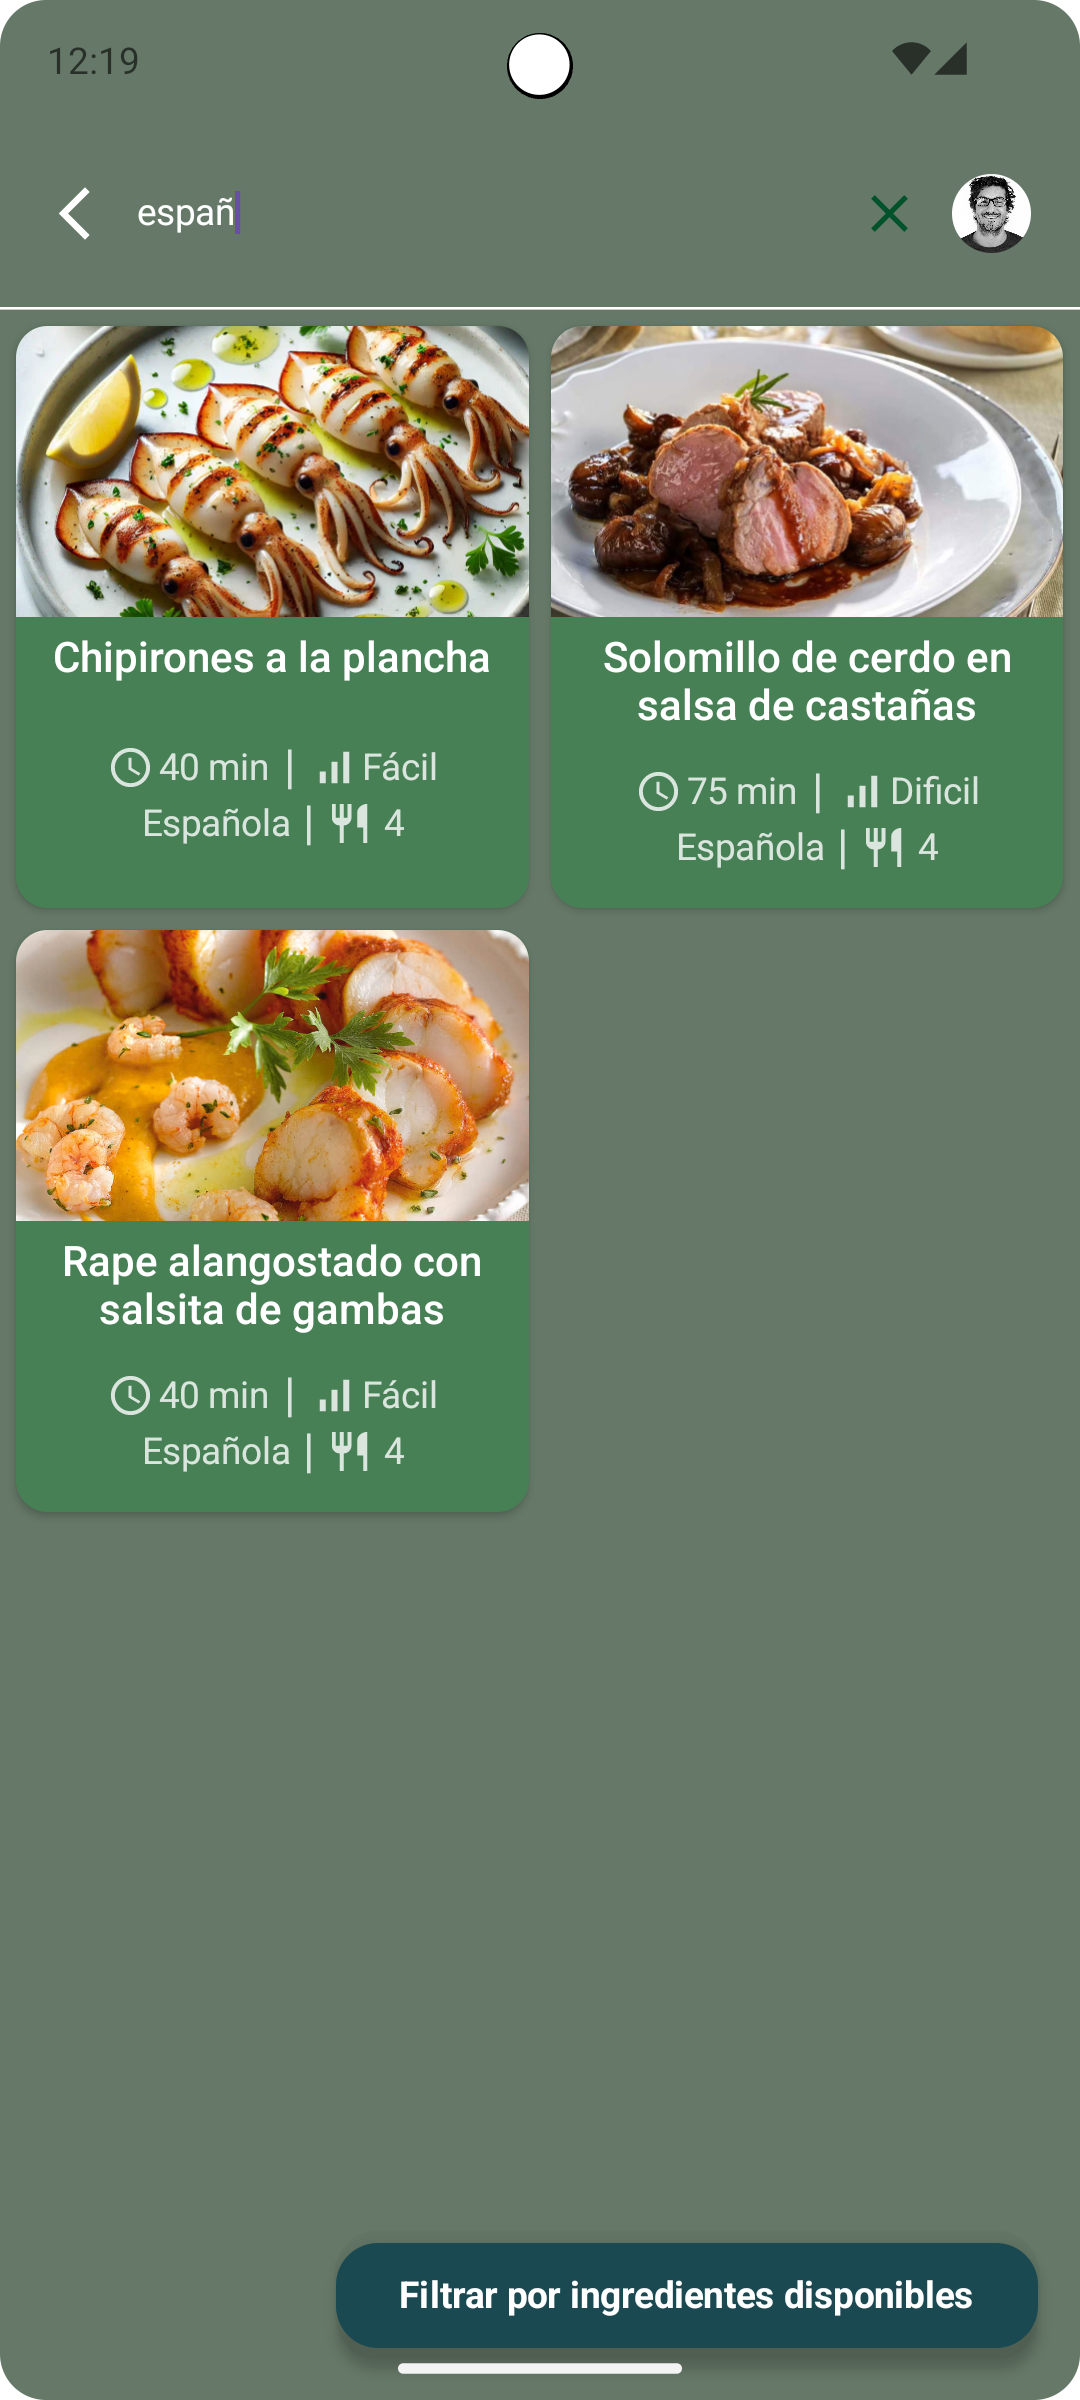 12:19
españ
Chipirones a la plancha
40 min | Fácil
Española | 4
Solomillo de cerdo en
salsa de castañas
75 min | Dificil
Española | 4
Rape alangostado con
salsita de gambas
40 min | Fácil
Española | 4
Filtrar por ingredientes disponibles